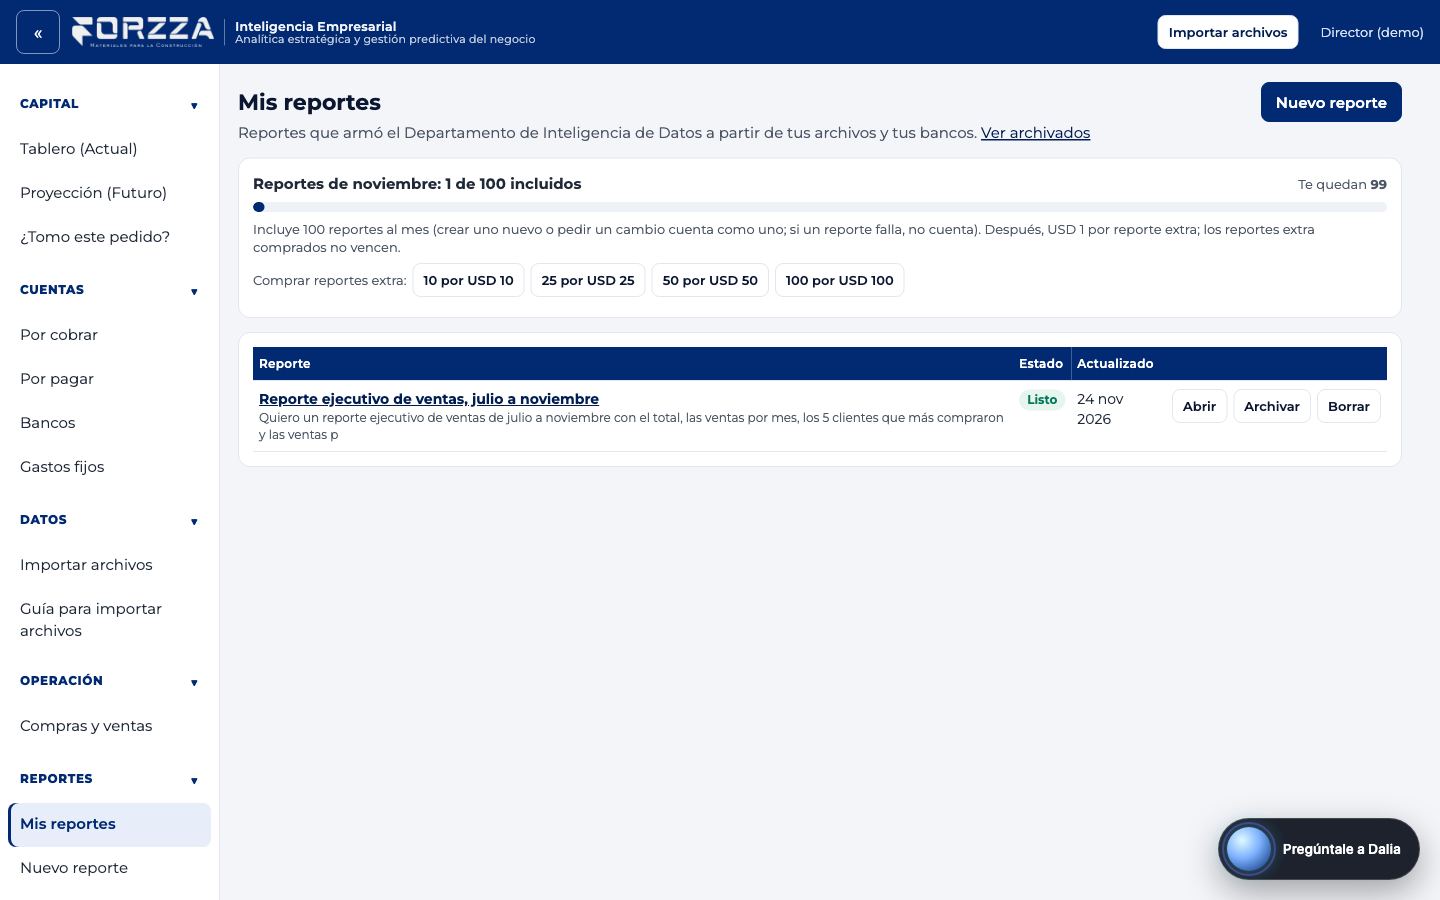 «
FORZZA
Materiales para la Construcción
Inteligencia Empresarial
Analítica estratégica y gestión predictiva del negocio
Importar archivos
Director (demo)
CAPITAL ▼
Tablero (Actual)
Proyección (Futuro)
¿Tomo este pedido?
CUENTAS ▼
Por cobrar
Por pagar
Bancos
Gastos fijos
DATOS ▼
Importar archivos
Guía para importar
archivos
OPERACIÓN ▼
Compras y ventas
REPORTES ▼
Mis reportes
Nuevo reporte
Mis reportes
Nuevo reporte
Reportes que armó el Departamento de Inteligencia de Datos a partir de tus archivos y tus bancos. Ver archivados
Reportes de noviembre: 1 de 100 incluidos
Te quedan 99
Incluye 100 reportes al mes (crear uno nuevo o pedir un cambio cuenta como uno; si un reporte falla, no cuenta). Después, USD 1 por reporte extra; los reportes extra
comprados no vencen.
Comprar reportes extra: 10 por USD 10 25 por USD 25 50 por USD 50 100 por USD 100
Reporte Estado Actualizado
Reporte ejecutivo de ventas, julio a noviembre
Quiero un reporte ejecutivo de ventas de julio a noviembre con el total, las ventas por mes, los 5 clientes que más compraron
y las ventas p
Listo
24 nov
2026
Abrir Archivar Borrar
Pregúntale a Dalia